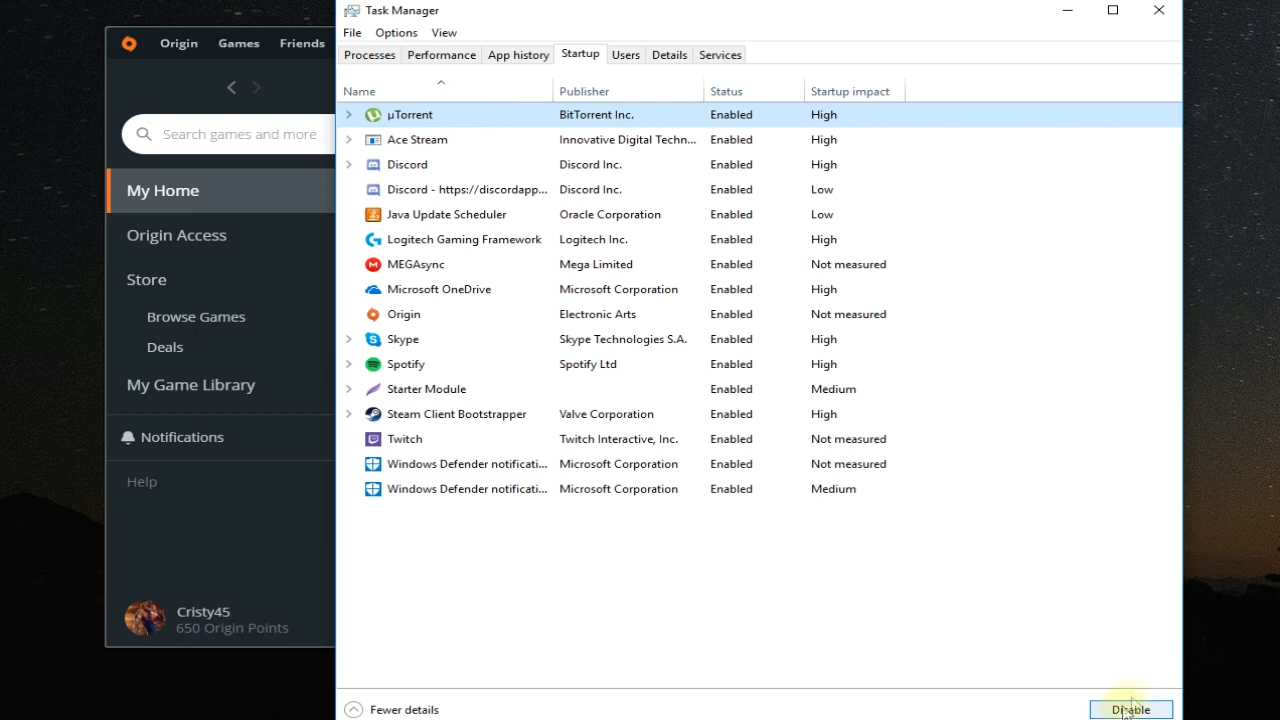 Task Manager
File Options View
Processes Performance App history Startup Users Details Services
Name Publisher Status Startup impact
µTorrent BitTorrent Inc. Enabled High
Ace Stream Innovative Digital Techn... Enabled High
Discord Discord Inc. Enabled High
Discord - https://discordapp... Discord Inc. Enabled Low
Java Update Scheduler Oracle Corporation Enabled Low
Logitech Gaming Framework Logitech Inc. Enabled High
MEGAsync Mega Limited Enabled Not measured
Microsoft OneDrive Microsoft Corporation Enabled High
Origin Electronic Arts Enabled Not measured
Skype Skype Technologies S.A. Enabled High
Spotify Spotify Ltd Enabled High
Starter Module Enabled Medium
Steam Client Bootstrapper Valve Corporation Enabled High
Twitch Twitch Interactive, Inc. Enabled Not measured
Windows Defender notificati... Microsoft Corporation Enabled Not measured
Windows Defender notificati... Microsoft Corporation Enabled Medium
Fewer details Disable
Origin Games Friends
Search games and more
My Home
Origin Access
Store
Browse Games
Deals
My Game Library
Notifications
Help
Cristy45
650 Origin Points